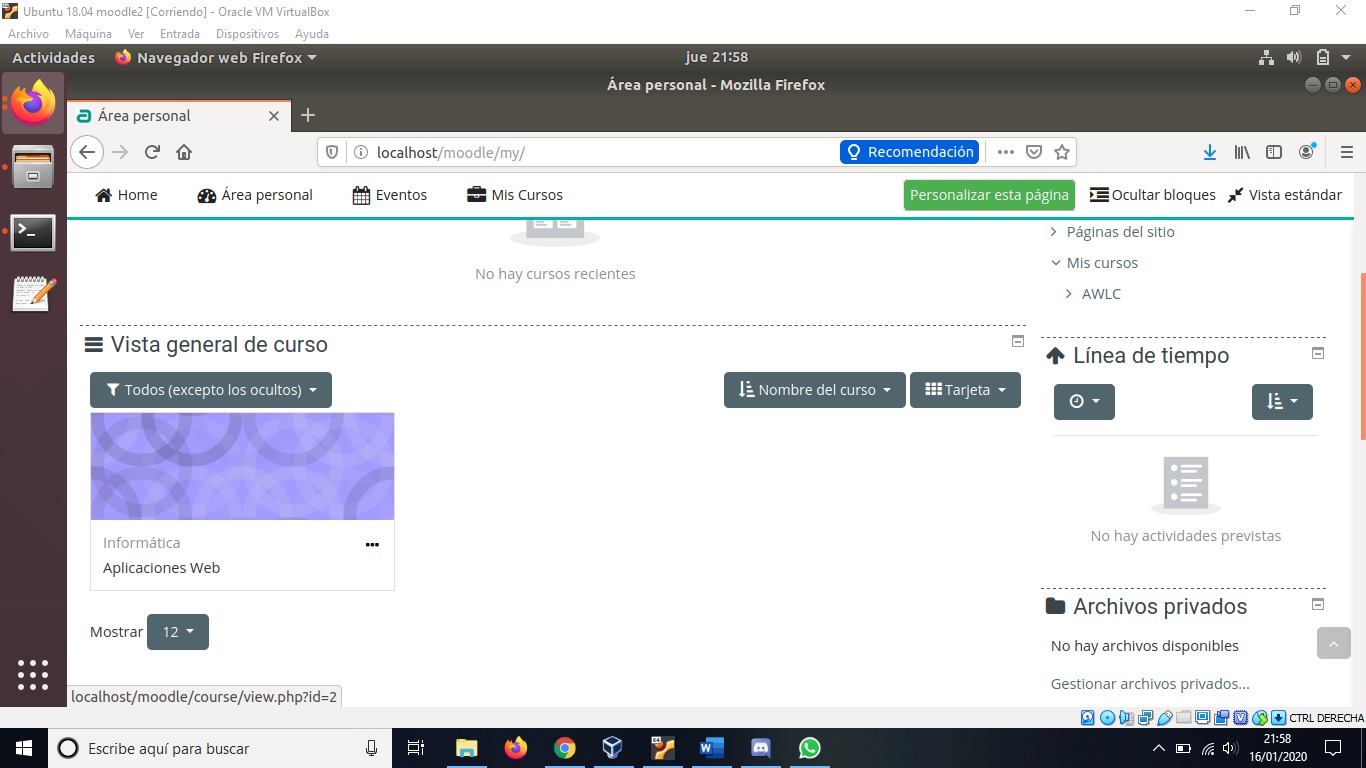 Ubuntu 18.04 moodle2 [Corriendo] - Oracle VM VirtualBox
Archivo Máquina Ver Entrada Dispositivos Ayuda
Actividades Navegador web Firefox jue 21:58
Área personal - Mozilla Firefox
Área personal
localhost/moodle/my/ Recomendación
Home Área personal Eventos Mis Cursos Personalizar esta página Ocultar bloques Vista estándar
No hay cursos recientes
Páginas del sitio
Mis cursos
AWLC
Vista general de curso
Todos (excepto los ocultos) Nombre del curso Tarjeta
Informática
Aplicaciones Web
Mostrar 12
Línea de tiempo
No hay actividades previstas
Archivos privados
No hay archivos disponibles
Gestionar archivos privados...
localhost/moodle/course/view.php?id=2
CTRL DERECHA
Escribe aquí para buscar
21:58
16/01/2020